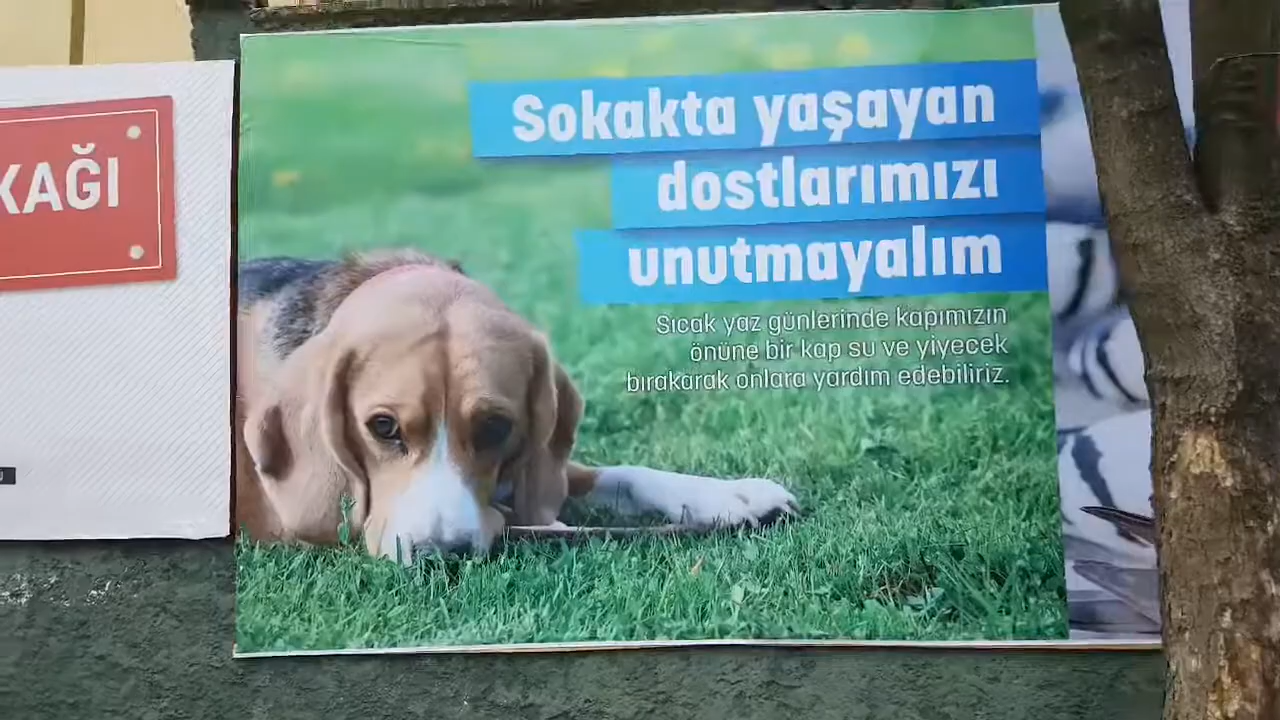 KAĞI
Sokakta yaşayan
dostlarımızı
unutmayalım
Sıcak yaz günlerinde kapımızın
önüne bir kap su ve yiyecek
bırakarak onlara yardım edebiliriz.